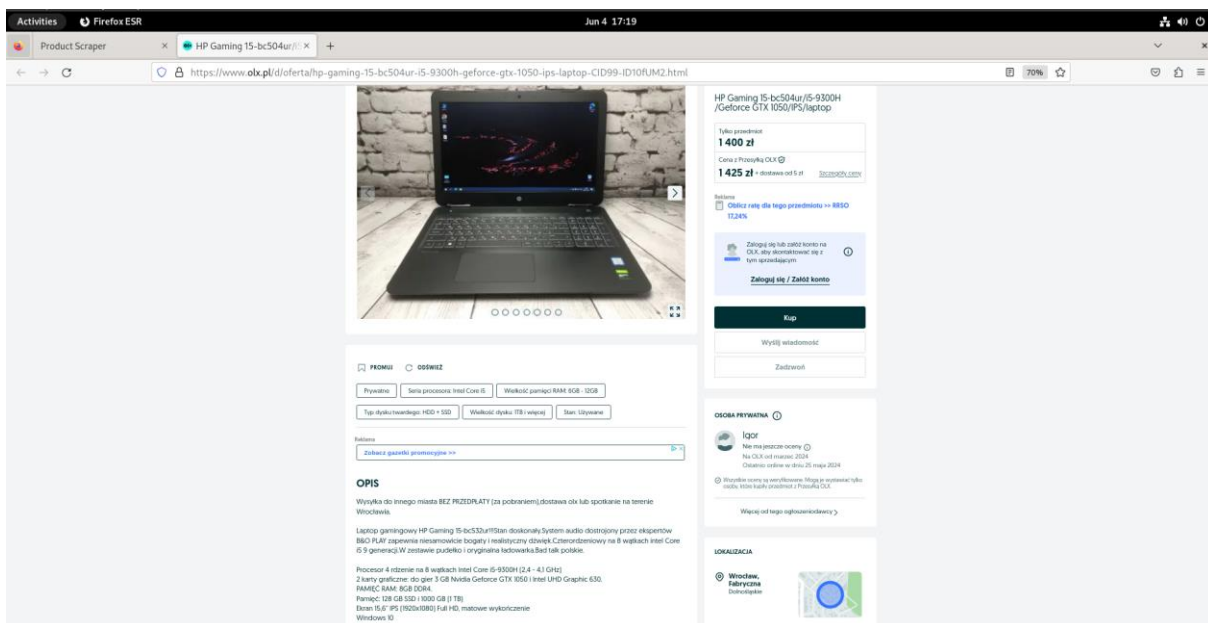 Activities
Firefox ESR
Jun 4 17:19
Product Scraper
HP Gaming 15-bc504ur/i5
https://www.olx.pl/d/oferta/hp-gaming-15-bc504ur-i5-9300h-geforce-gtx-1050-ips-laptop-CID99-ID10fUM2.html
70%
HP Gaming 15-bc504ur/i5-9300H
/Geforce GTX 1050/IPS/laptop
Tylko przedmiot
1 400 zł
Cena z Przesyłką OLX
1 425 zł + dostawa od 5 zł Szczegóły ceny
Reklama
Oblicz ratę dla tego przedmiotu >> RRSO
17,24%
Zaloguj się lub załóż konto na
OLX, aby skontaktować się z
tym sprzedającym
Zaloguj się / Załóż konto
Kup
Wyślij wiadomość
Zadzwoń
PROMUJ
ODŚWIEŻ
Prywatne
Seria procesora: Intel Core i5
Wielkość pamięci RAM: 6GB - 12GB
Typ dysku twardego: HDD + SSD
Wielkość dysku: 1TB i więcej
Stan: Używane
Reklama
Zobacz gazetki promocyjne >>
OPIS
Wysyłka do innego miasta BEZ PRZEDPŁATY (za pobraniem),dostawa olx lub spotkanie na terenie
Wrocławia.
Laptop gamingowy HP Gaming 15-bc532ur!!!Stan doskonały.System audio dostrojony przez ekspertów
B&O PLAY zapewnia niesamowicie bogaty i realistyczny dźwięk.Czterordzeniowy na 8 wątkach intel Core
i5 9 generacji.W zestawie pudełko i oryginalna ładowarka.Bad talk polskie.
Procesor 4 rdzenie na 8 wątkach Intel Core i5-9300H (2,4 - 4,1 GHz)
2 karty graficzne: do gier 3 GB Nvidia Geforce GTX 1050 i Intel UHD Graphic 630.
PAMIĘĆ RAM: 8GB DDR4.
Pamięć: 128 GB SSD i 1000 GB (1 TB)
Ekran 15,6" IPS (1920x1080) Full HD, matowe wykończenie
Windows 10
OSOBA PRYWATNA
Igor
Nie ma jeszcze oceny
Na OLX od marzec 2024
Ostatnio online w dniu 25 maja 2024
Wszystkie oceny są weryfikowane. Mogą je wystawiać tylko
osoby, które kupiły przedmiot z Przesyłką OLX
Więcej od tego ogłoszeniodawcy
LOKALIZACJA
Wrocław,
Fabryczna
Dolnośląskie